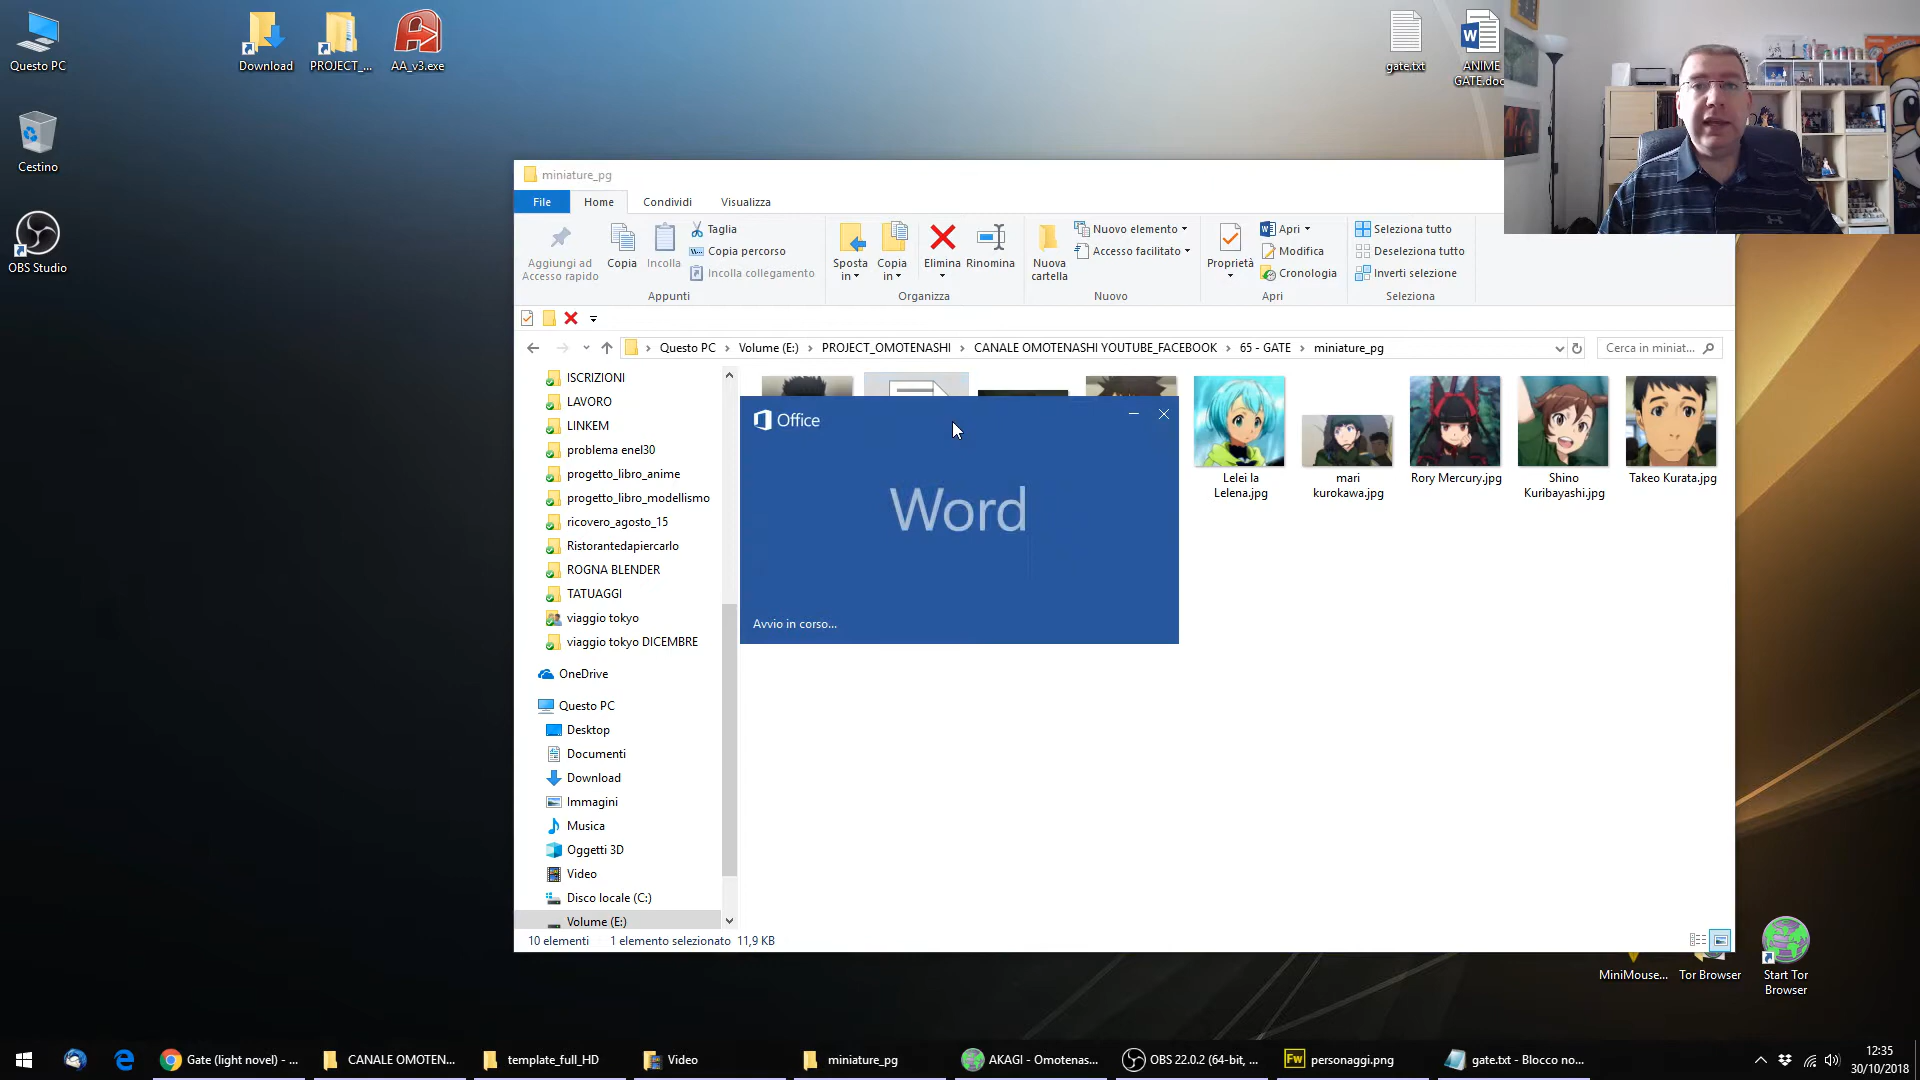 Questo PC
Download
PROJECT_...
AA_v3.exe
gate.txt
ANIME
GATE.doc
Cestino
OBS Studio
miniature_pg
File
Home
Condividi
Visualizza
Aggiungi ad
Accesso rapido
Copia
Incolla
Taglia
Copia percorso
Incolla collegamento
Appunti
Sposta
in
Copia
in
Elimina
Rinomina
Organizza
Nuova
cartella
Nuovo elemento
Accesso facilitato
Nuovo
Proprietà
Apri
Modifica
Cronologia
Apri
Seleziona tutto
Deseleziona tutto
Inverti selezione
Seleziona
Questo PC
Volume (E:)
PROJECT_OMOTENASHI
CANALE OMOTENASHI YOUTUBE_FACEBOOK
65 - GATE
miniature_pg
Cerca in miniat...
ISCRIZIONI
LAVORO
LINKEM
problema enel30
progetto_libro_anime
progetto_libro_modellismo
ricovero_agosto_15
Ristorantedapiercarlo
ROGNA BLENDER
TATUAGGI
viaggio tokyo
viaggio tokyo DICEMBRE
OneDrive
Questo PC
Desktop
Documenti
Download
Immagini
Musica
Oggetti 3D
Video
Disco locale (C:)
Volume (E:)
Office
Word
Avvio in corso...
Lelei la
Lelena.jpg
mari
kurokawa.jpg
Rory Mercury.jpg
Shino
Kuribayashi.jpg
Takeo Kurata.jpg
10 elementi
1 elemento selezionato 11,9 KB
MiniMouse...
Tor Browser
Start Tor
Browser
Gate (light novel) - ...
CANALE OMOTEN...
template_full_HD
Video
miniature_pg
AKAGI - Omotenas...
OBS 22.0.2 (64-bit, ...
Fw
personaggi.png
gate.txt - Blocco no...
12:35
30/10/2018